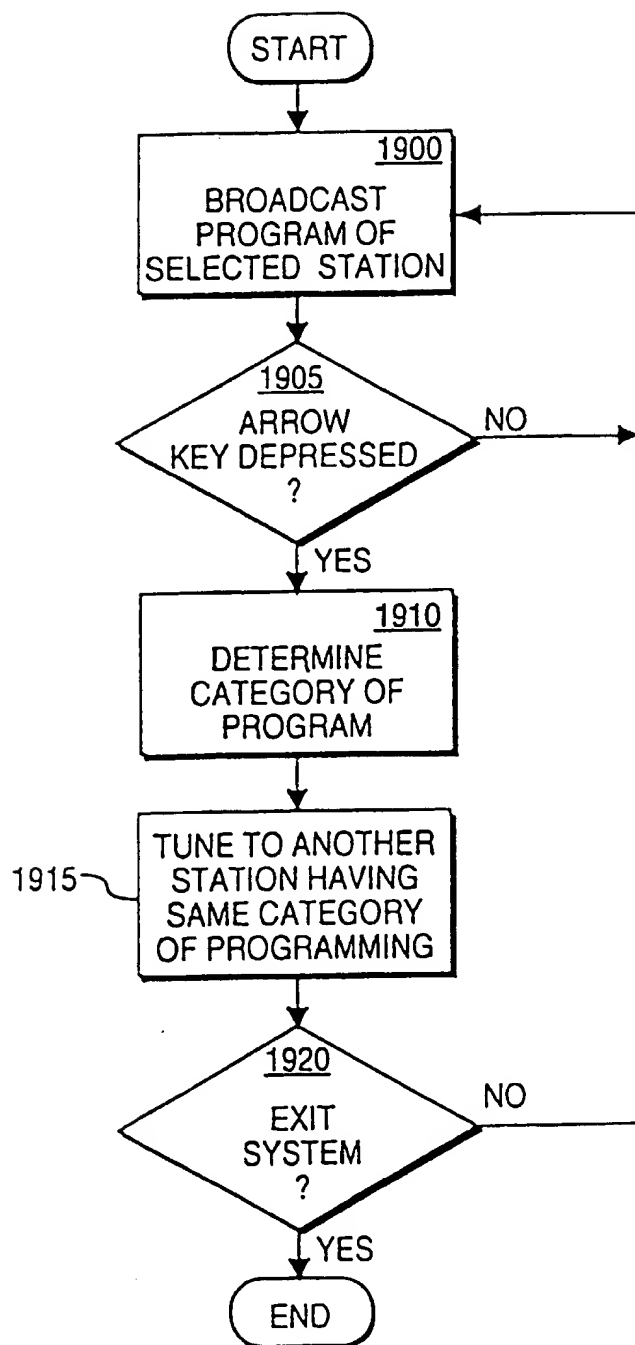 START
1900
BROADCAST
PROGRAM OF
SELECTED STATION
1905
ARROW
KEY DEPRESSED
?
NO
YES
1910
DETERMINE
CATEGORY OF
PROGRAM
1915
TUNE TO ANOTHER
STATION HAVING
SAME CATEGORY
OF PROGRAMMING
1920
EXIT
SYSTEM
?
NO
YES
END